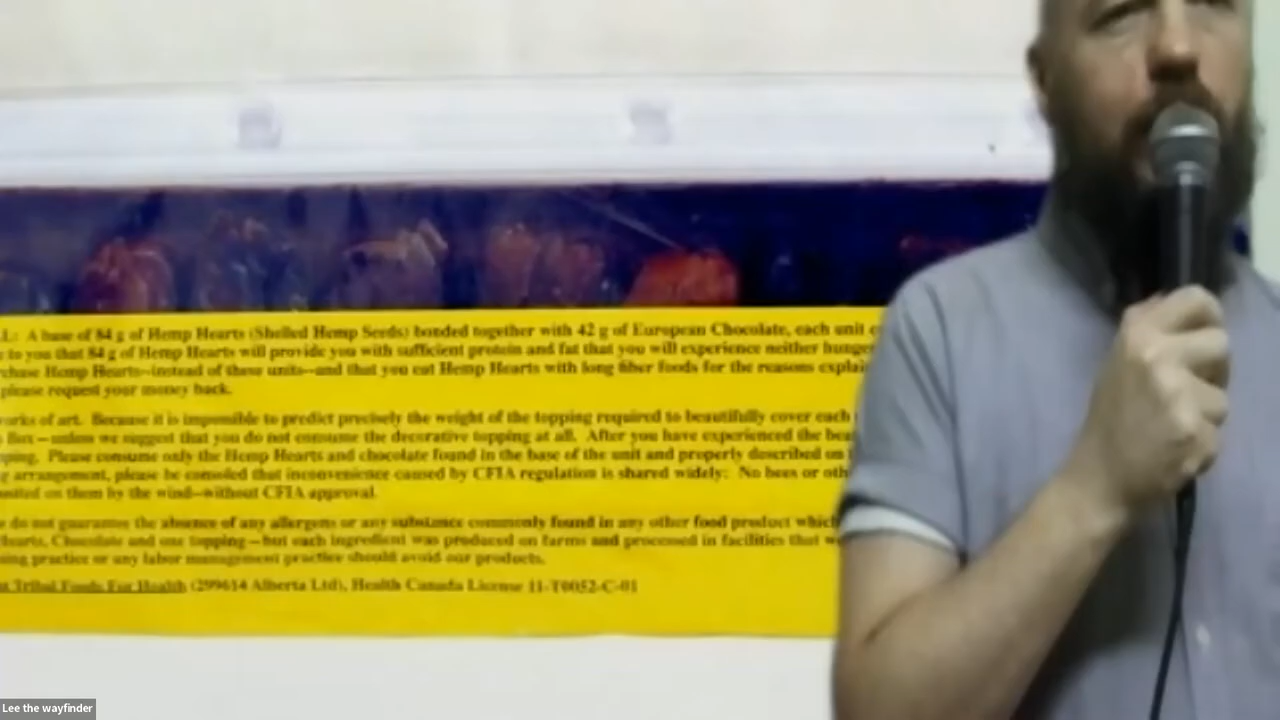 L: A base of 84 g of Hemp Hearts (Shelled Hemp Seeds) bonded together with 42 g of European Chocolate, each unit
to you that 84 g of Hemp Hearts will provide you with sufficient protein and fat that you will experience neither hunger
Hemp Hearts--instead of these units--and that you eat Hemp Hearts with long fiber foods for the reasons
please request your money back.
works of art. Because it is impossible to predict precisely the weight of the topping required to beautifully cover each
Box--unless we suggest that you do not consume the decorative topping at all. After you have experienced the
Please consume only the Hemp Hearts and chocolate found in the base of the unit and properly described on
arrangement, please be consoled that inconvenience caused by CFIA regulation is shared widely: No bees or
on them by the wind--without CFIA approval.
do not guarantee the absence of any allergens or any substance commonly found in any other food product which
Hearts, Chocolate and one topping--but each ingredient was produced on farms and processed in facilities that
practice or any labor management practice should avoid our products.
Tribal Foods For Health (299614 Alberta Ltd), Health Canada License 11-T0052-C-01
Lee the wayfinder